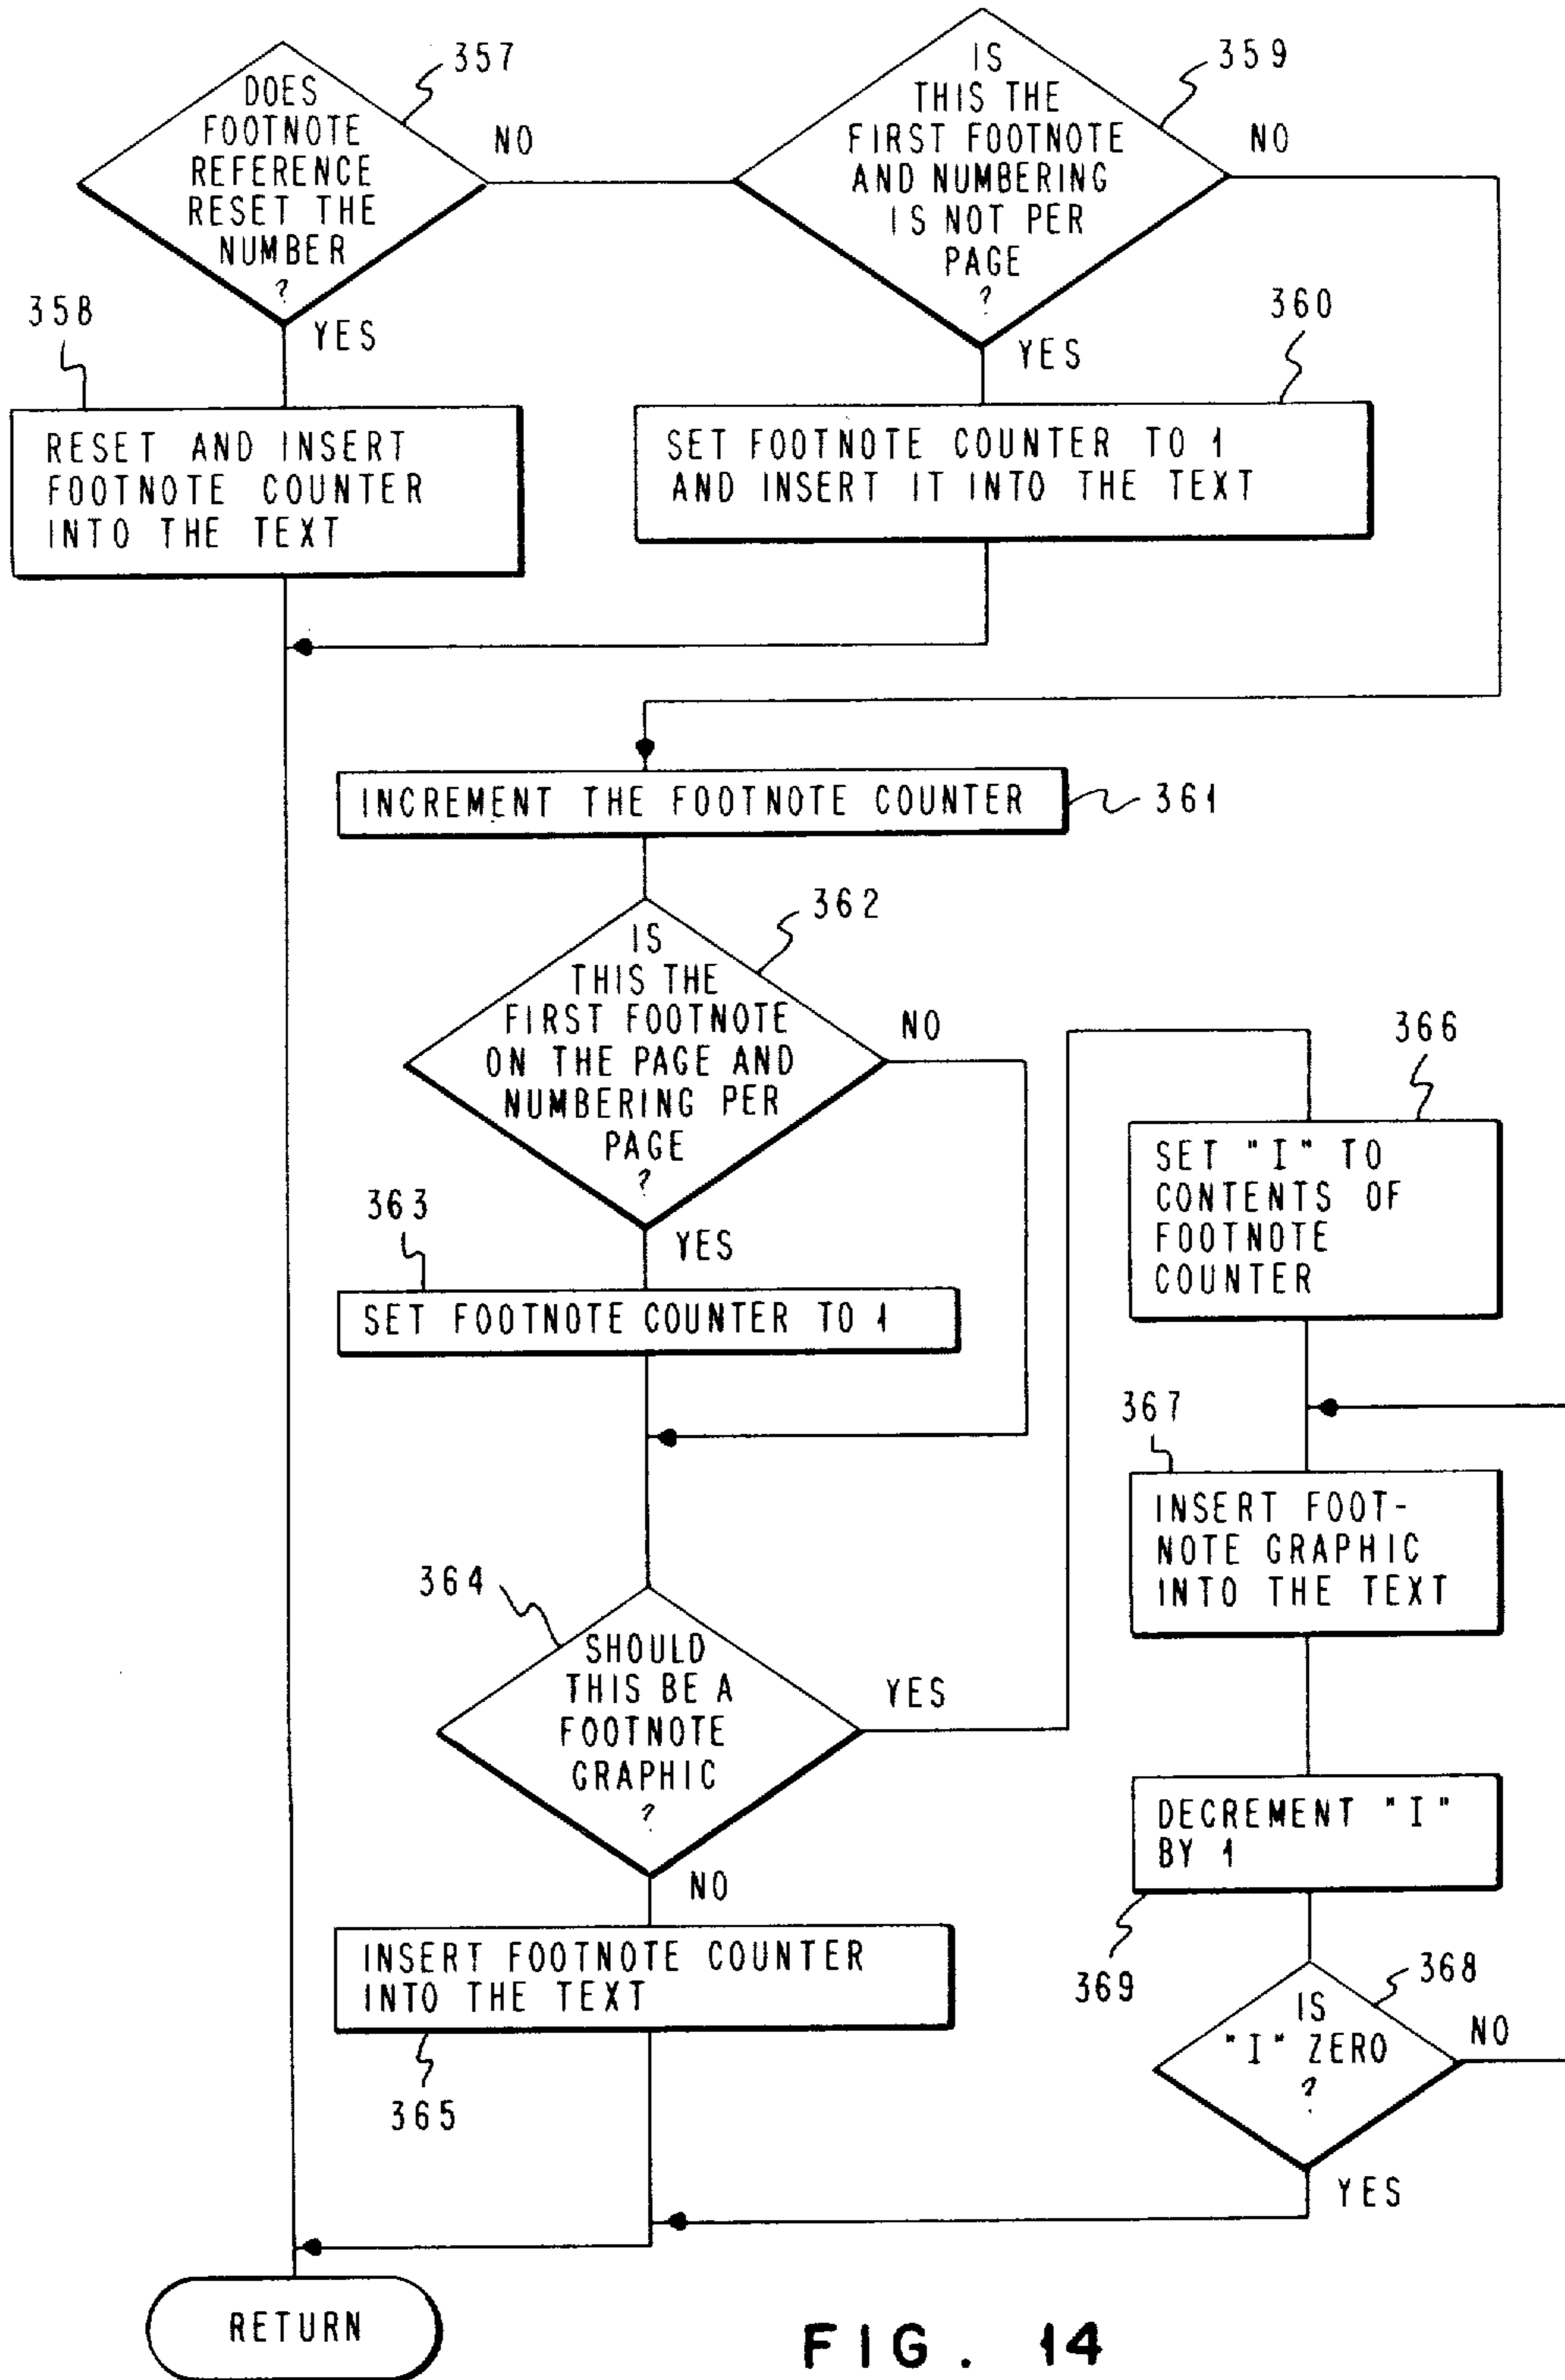 DOES
FOOTNOTE
REFERENCE
RESET THE
NUMBER
?
357
NO
YES
358
RESET AND INSERT
FOOTNOTE COUNTER
INTO THE TEXT
IS
THIS THE
FIRST FOOTNOTE
AND NUMBERING
IS NOT PER
PAGE
?
359
NO
YES
360
SET FOOTNOTE COUNTER TO 1
AND INSERT IT INTO THE TEXT
INCREMENT THE FOOTNOTE COUNTER
361
IS
THIS THE
FIRST FOOTNOTE
ON THE PAGE AND
NUMBERING PER
PAGE
?
362
NO
YES
363
SET FOOTNOTE COUNTER TO 1
364
SHOULD
THIS BE A
FOOTNOTE
GRAPHIC
?
YES
NO
INSERT FOOTNOTE COUNTER
INTO THE TEXT
365
366
SET "I" TO
CONTENTS OF
FOOTNOTE
COUNTER
367
INSERT FOOT-
NOTE GRAPHIC
INTO THE TEXT
DECREMENT "I"
BY 1
369
368
IS
"I" ZERO
?
NO
YES
RETURN
FIG. 14